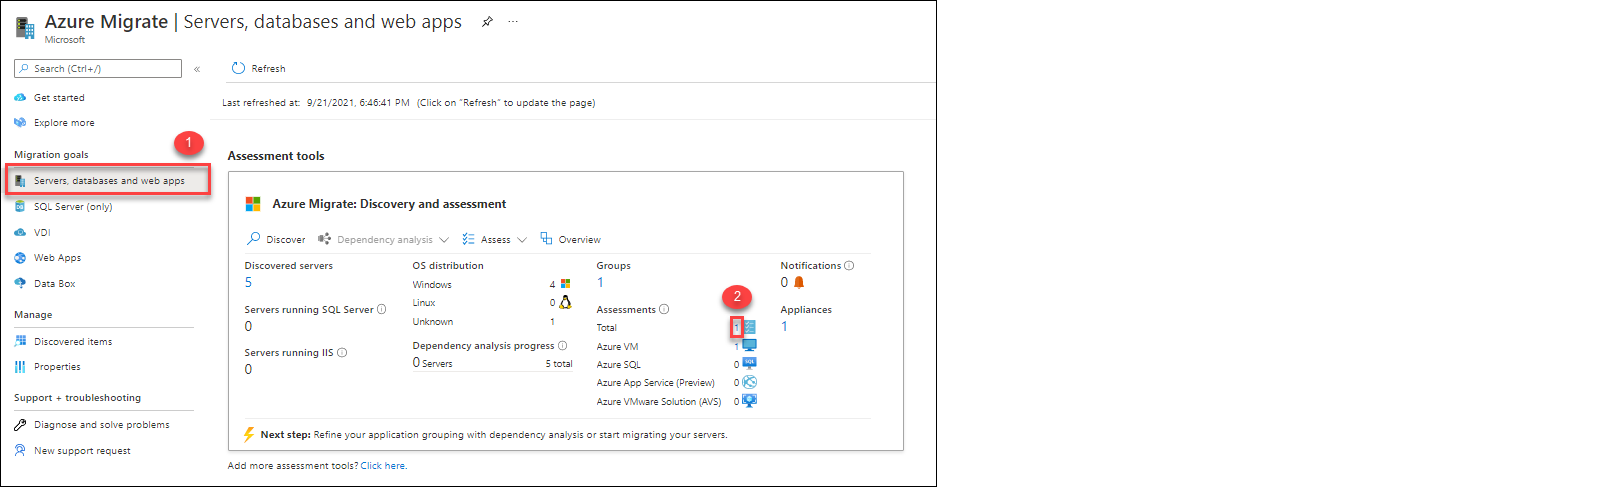 Azure Migrate | Servers, databases and web apps
Microsoft
Search (Ctrl+/)
«
Refresh
Get started
Last refreshed at: 9/21/2021, 6:46:41 PM (Click on "Refresh" to update the page)
Explore more
1
Migration goals
Servers, databases and web apps
SQL Server (only)
VDI
Web Apps
Data Box
Manage
Discovered items
Properties
Support + troubleshooting
Diagnose and solve problems
New support request
Assessment tools
Azure Migrate: Discovery and assessment
Discover Dependency analysis Assess Overview
Discovered servers
5
Servers running SQL Server
0
Servers running IIS
0
OS distribution
Windows 4
Linux 0
Unknown 1
Dependency analysis progress
0 Servers 5 total
Groups
1
2
Assessments
Total 1
Azure VM 1
Azure SQL 0 SQL
Azure App Service (Preview) 0
Azure VMware Solution (AVS) 0
Notifications
0
Appliances
1
Next step: Refine your application grouping with dependency analysis or start migrating your servers.
Add more assessment tools? Click here.